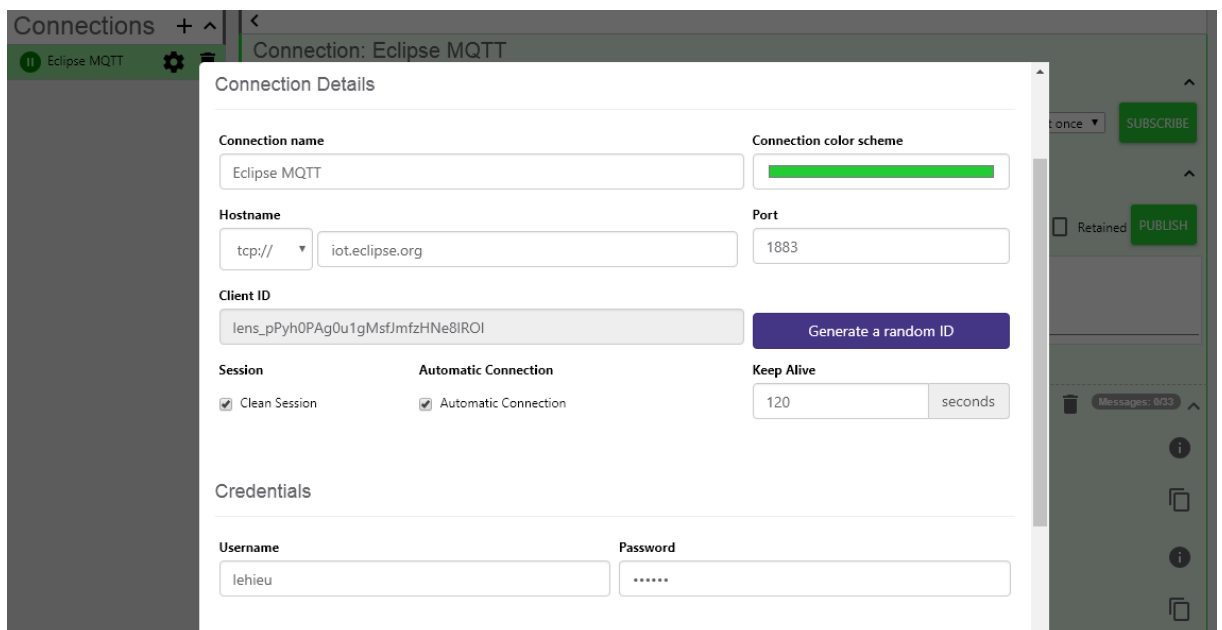 Connections +
Eclipse MQTT
Connection: Eclipse MQTT
t once
SUBSCRIBE
Retained
PUBLISH
Messages: 0/33
Connection Details
Connection name
Connection color scheme
Eclipse MQTT
Hostname
Port
tcp://
iot.eclipse.org
1883
Client ID
lens_pPyh0PAg0u1gMsfJmfzHNe8lROI
Generate a random ID
Session
Automatic Connection
Keep Alive
Clean Session
Automatic Connection
120
seconds
Credentials
Username
Password
lehieu
••••••